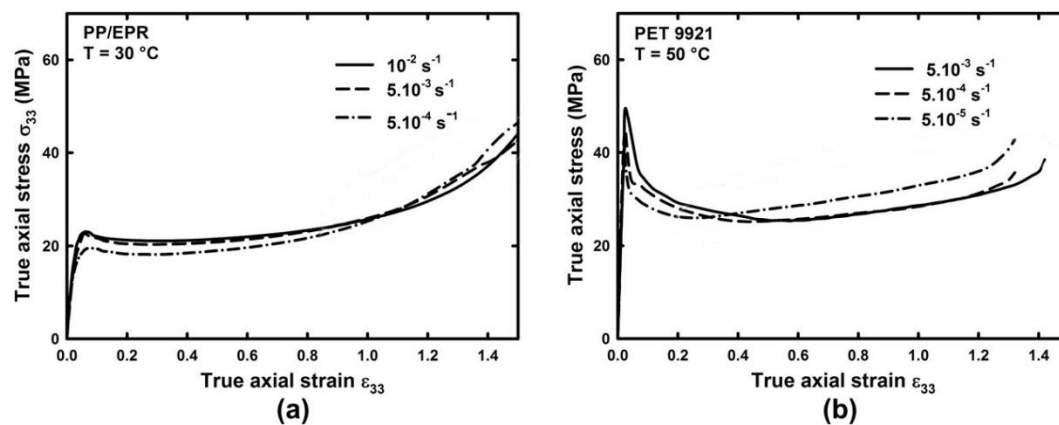 PP/EPR
T = 30 °C
10⁻² s⁻¹
5.10⁻³ s⁻¹
5.10⁻⁴ s⁻¹
60
40
20
0
0.0 0.2 0.4 0.6 0.8 1.0 1.2 1.4
True axial stress σ₃₃ (MPa)
True axial strain ε₃₃
(a)
PET 9921
T = 50 °C
5.10⁻³ s⁻¹
5.10⁻⁴ s⁻¹
5.10⁻⁵ s⁻¹
60
40
20
0
0.0 0.2 0.4 0.6 0.8 1.0 1.2 1.4
True axial stress (MPa)
True axial strain ε₃₃
(b)